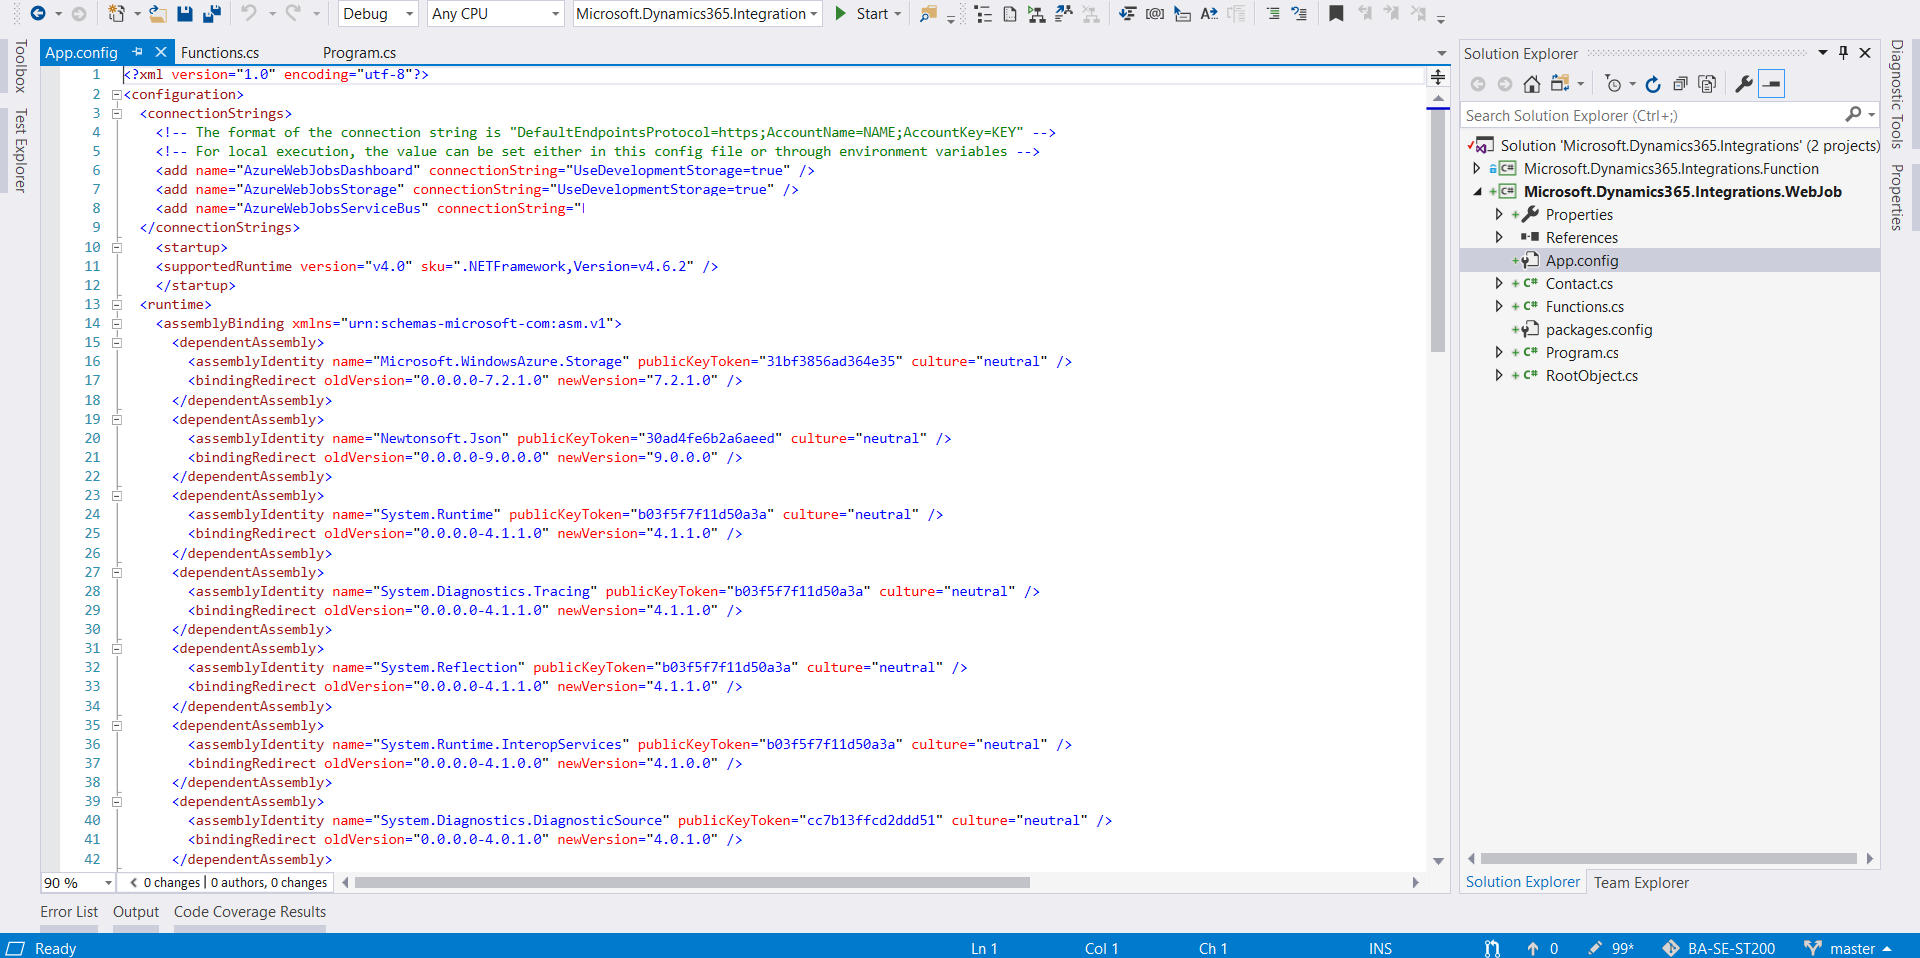 Debug
Any CPU
Microsoft.Dynamics365.Integration
Start
Toolbox
Test Explorer
App.config
Functions.cs
Program.cs
1 <?xml version="1.0" encoding="utf-8"?>
2 <configuration>
3 <connectionStrings>
4 <!-- The format of the connection string is "DefaultEndpointsProtocol=https;AccountName=NAME;AccountKey=KEY" -->
5 <!-- For local execution, the value can be set either in this config file or through environment variables -->
6 <add name="AzureWebJobsDashboard" connectionString="UseDevelopmentStorage=true" />
7 <add name="AzureWebJobsStorage" connectionString="UseDevelopmentStorage=true" />
8 <add name="AzureWebJobsServiceBus" connectionString="
9 </connectionStrings>
10 <startup>
11 <supportedRuntime version="v4.0" sku=".NETFramework,Version=v4.6.2" />
12 </startup>
13 <runtime>
14 <assemblyBinding xmlns="urn:schemas-microsoft-com:asm.v1">
15 <dependentAssembly>
16 <assemblyIdentity name="Microsoft.WindowsAzure.Storage" publicKeyToken="31bf3856ad364e35" culture="neutral" />
17 <bindingRedirect oldVersion="0.0.0.0-7.2.1.0" newVersion="7.2.1.0" />
18 </dependentAssembly>
19 <dependentAssembly>
20 <assemblyIdentity name="Newtonsoft.Json" publicKeyToken="30ad4fe6b2a6aeed" culture="neutral" />
21 <bindingRedirect oldVersion="0.0.0.0-9.0.0.0" newVersion="9.0.0.0" />
22 </dependentAssembly>
23 <dependentAssembly>
24 <assemblyIdentity name="System.Runtime" publicKeyToken="b03f5f7f11d50a3a" culture="neutral" />
25 <bindingRedirect oldVersion="0.0.0.0-4.1.1.0" newVersion="4.1.1.0" />
26 </dependentAssembly>
27 <dependentAssembly>
28 <assemblyIdentity name="System.Diagnostics.Tracing" publicKeyToken="b03f5f7f11d50a3a" culture="neutral" />
29 <bindingRedirect oldVersion="0.0.0.0-4.1.1.0" newVersion="4.1.1.0" />
30 </dependentAssembly>
31 <dependentAssembly>
32 <assemblyIdentity name="System.Reflection" publicKeyToken="b03f5f7f11d50a3a" culture="neutral" />
33 <bindingRedirect oldVersion="0.0.0.0-4.1.1.0" newVersion="4.1.1.0" />
34 </dependentAssembly>
35 <dependentAssembly>
36 <assemblyIdentity name="System.Runtime.InteropServices" publicKeyToken="b03f5f7f11d50a3a" culture="neutral" />
37 <bindingRedirect oldVersion="0.0.0.0-4.1.0.0" newVersion="4.1.0.0" />
38 </dependentAssembly>
39 <dependentAssembly>
40 <assemblyIdentity name="System.Diagnostics.DiagnosticSource" publicKeyToken="cc7b13ffcd2ddd51" culture="neutral" />
41 <bindingRedirect oldVersion="0.0.0.0-4.0.1.0" newVersion="4.0.1.0" />
42 </dependentAssembly>
90 %
0 changes | 0 authors, 0 changes
Solution Explorer
Search Solution Explorer (Ctrl+;)
Solution 'Microsoft.Dynamics365.Integrations' (2 projects)
C# Microsoft.Dynamics365.Integrations.Function
C# Microsoft.Dynamics365.Integrations.WebJob
Properties
References
App.config
C# Contact.cs
C# Functions.cs
packages.config
C# Program.cs
C# RootObject.cs
Solution Explorer
Team Explorer
Diagnostic Tools
Properties
Error List
Output
Code Coverage Results
Ready
Ln 1
Col 1
Ch 1
INS
0
99*
BA-SE-ST200
master